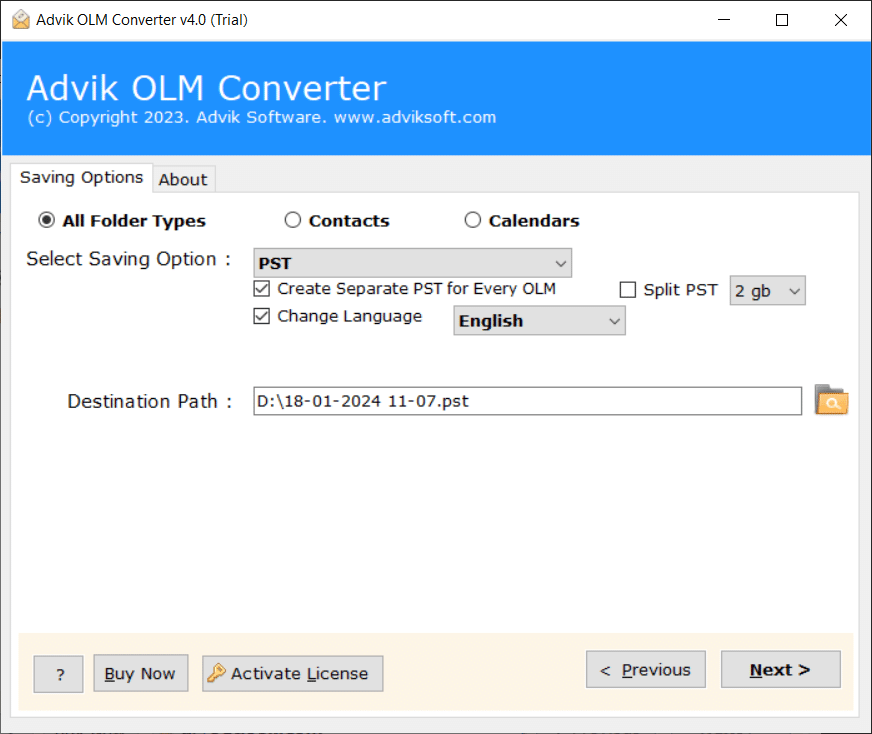 Advik OLM Converter v4.0 (Trial)
Advik OLM Converter
(c) Copyright 2023. Advik Software. www.adviksoft.com
Saving Options About
All Folder Types Contacts Calendars
Select Saving Option : PST
Create Separate PST for Every OLM Split PST 2 gb
Change Language English
Destination Path : D:\18-01-2024 11-07.pst
? Buy Now Activate License < Previous Next >